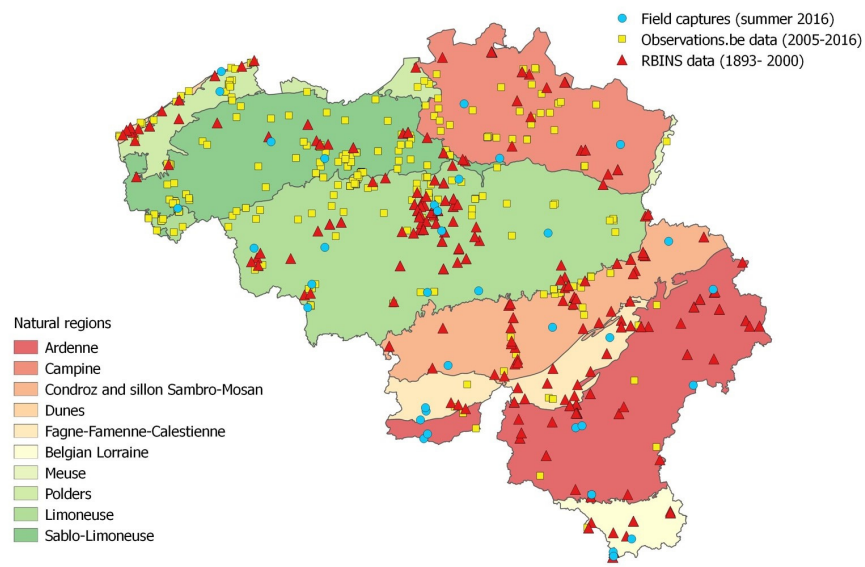 Field captures (summer 2016)
Observations.be data (2005-2016)
RBINS data (1893- 2000)
Natural regions
Ardenne
Campine
Condroz and sillon Sambro-Mosan
Dunes
Fagne-Famenne-Calestienne
Belgian Lorraine
Meuse
Polders
Limoneuse
Sablo-Limoneuse